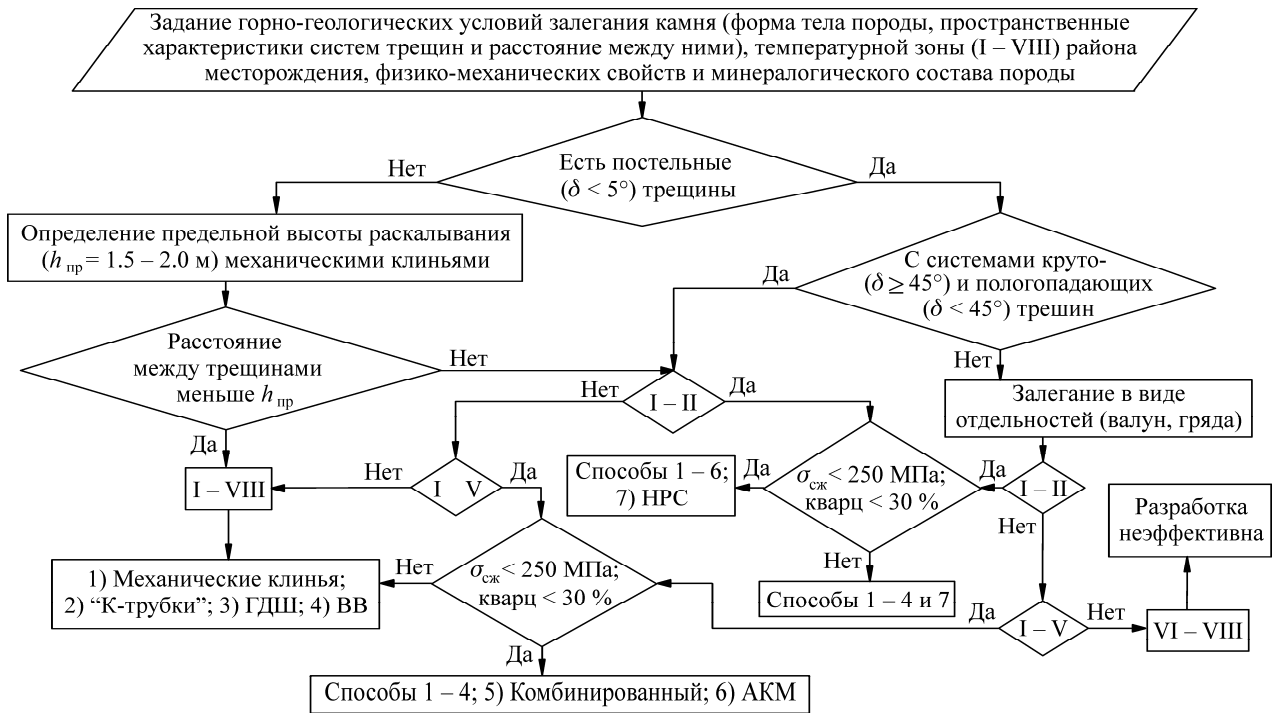 Задание горно-геологических условий залегания камня (форма тела породы, пространственные
характеристики систем трещин и расстояние между ними), температурной зоны (I – VIII) района
месторождения, физико-механических свойств и минералогического состава породы
Нет
Есть постельные
(δ < 5°) трещины
Да
Определение предельной высоты раскалывания
(h пр = 1.5 – 2.0 м) механическими клиньями
Да
С системами круто-
(δ ≥ 45°) и пологопадающих
(δ < 45°) трешин
Расстояние
между трещинами
меньше h пр
Нет
Нет
Нет
I – II
Да
Залегание в виде
отдельностей (валун, гряда)
Да
I – VIII
Нет
I V
Да
Способы 1 – 6;
7) НРС
Да
σсж < 250 МПа;
кварц < 30 %
Да
I – II
Нет
Разработка
неэффективна
1) Механические клинья;
2) “К-трубки”; 3) ГДШ; 4) ВВ
Нет
σсж < 250 МПа;
кварц < 30 %
Нет
Способы 1 – 4 и 7
Да
I – V
Нет
VI – VIII
Да
Способы 1 – 4; 5) Комбинированный; 6) АКМ